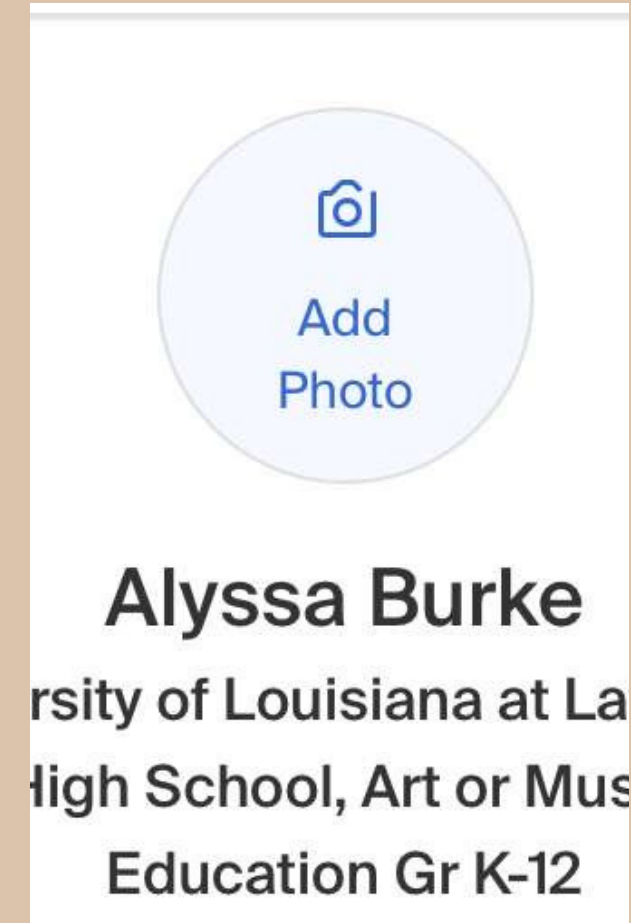 Add
Photo
Alyssa Burke
rsity of Louisiana at La
High School, Art or Mus
Education Gr K-12